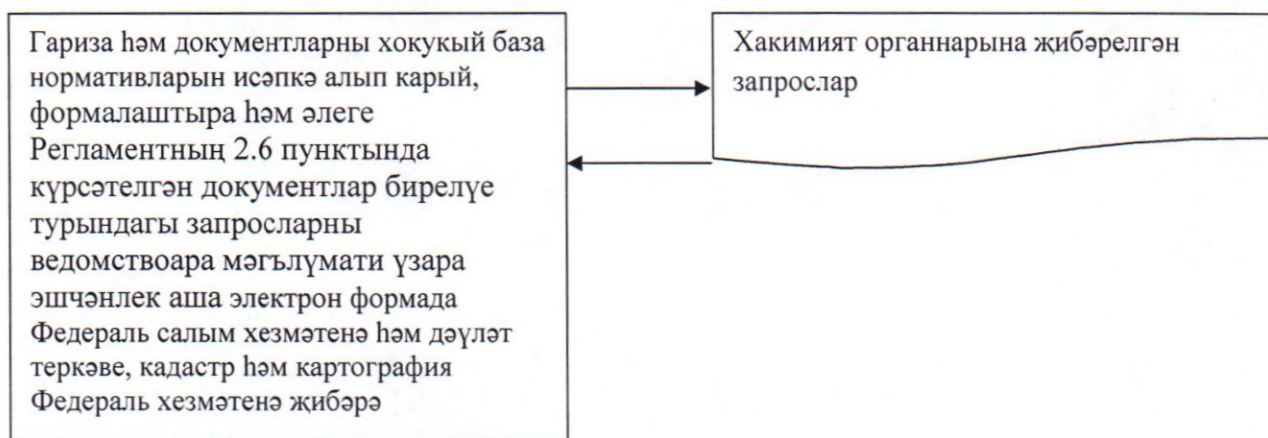 Гариза һәм документларны хокукый база
нормативларын исәпкә алып карый,
формалаштыра һәм әлеге
Регламентның 2.6 пунктында
күрсәтелгән документлар бирелүе
турындагы запросларны
ведомствоара мәгълүмати үзара
эшчәнлек аша электрон формада
Федераль салым хезмәтенә һәм дәүләт
теркәве, кадастр һәм картография
Федераль хезмәтенә җибәрә
Хакимият органнарына җибәрелгән
запрослар